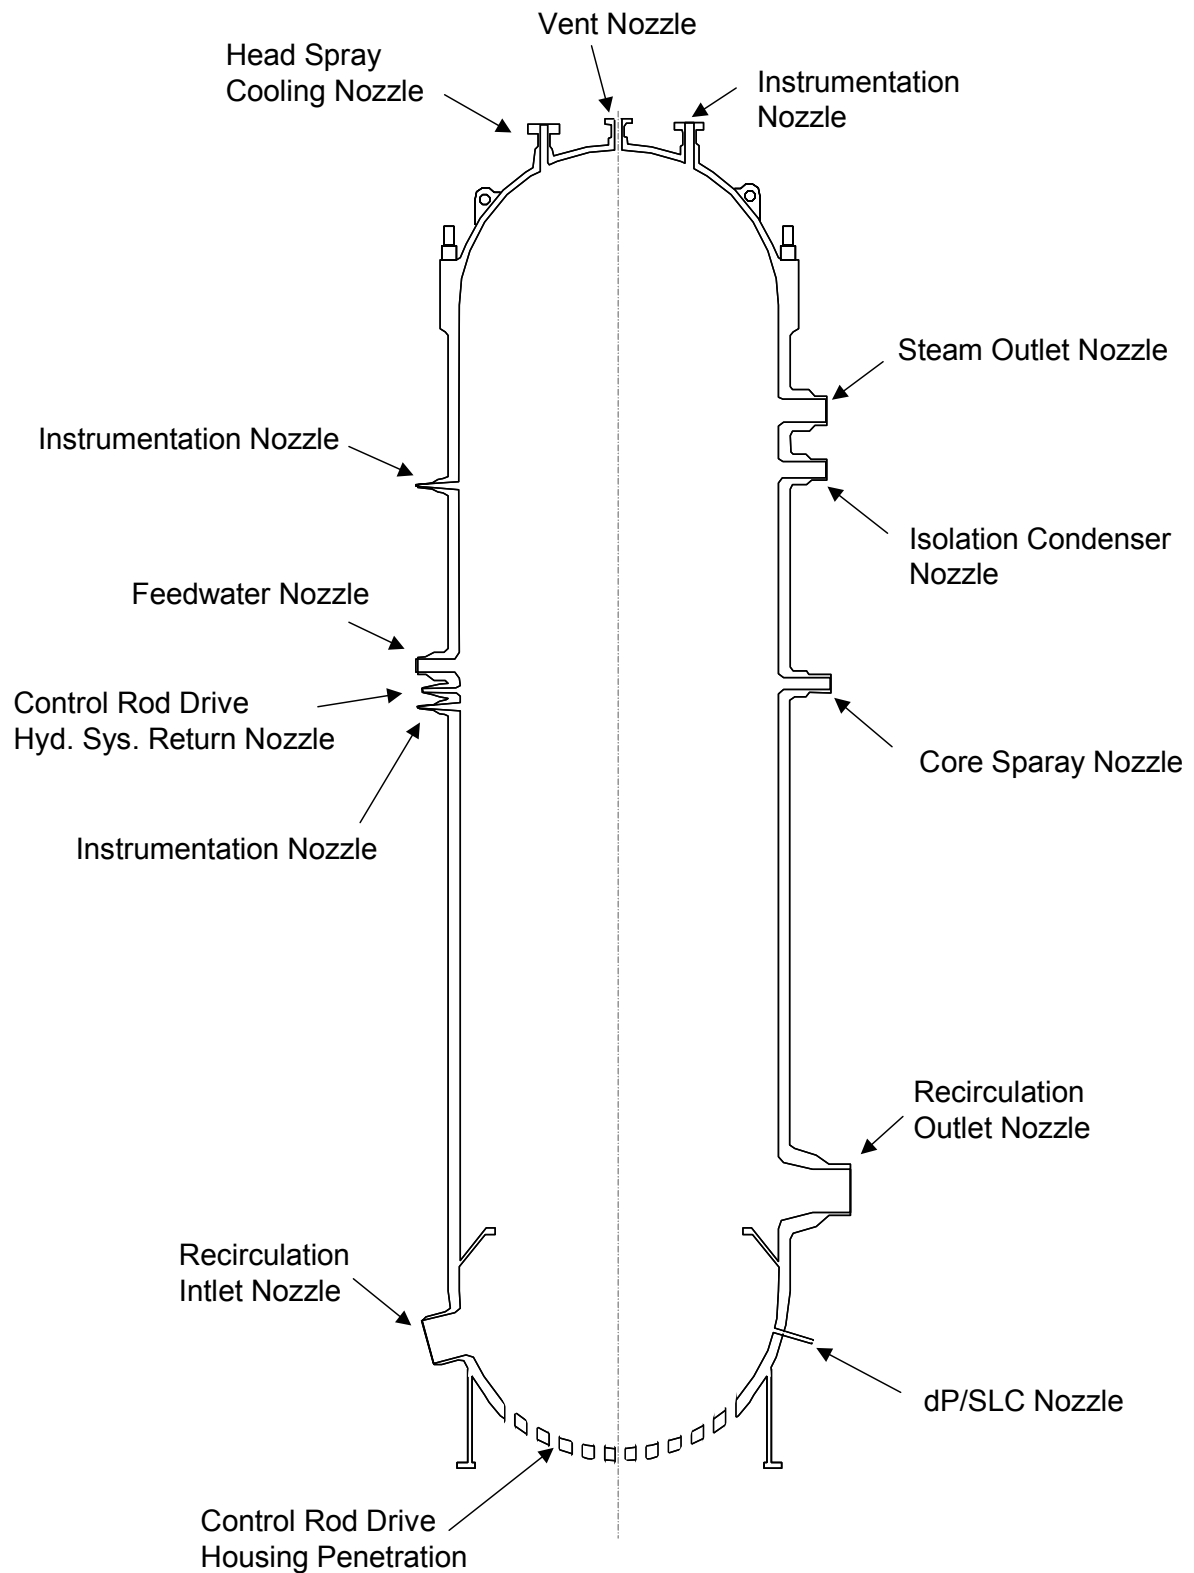 Vent Nozzle
Head Spray
Cooling Nozzle
Instrumentation
Nozzle
Steam Outlet Nozzle
Instrumentation Nozzle
Isolation Condenser
Nozzle
Feedwater Nozzle
Control Rod Drive
Hyd. Sys. Return Nozzle
Core Sparay Nozzle
Instrumentation Nozzle
Recirculation
Outlet Nozzle
Recirculation
Intlet Nozzle
dP/SLC Nozzle
Control Rod Drive
Housing Penetration